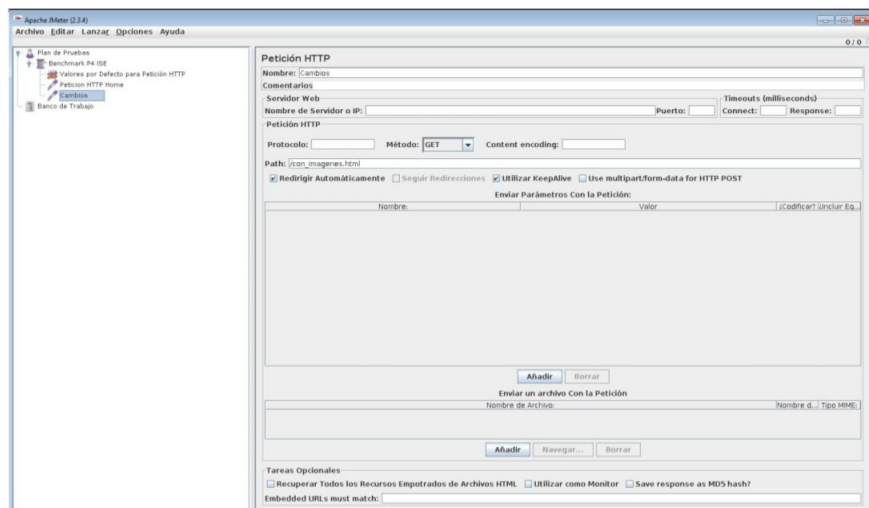 Apache JMeter (2.3.4)
Archivo Editar Lanzar Opciones Ayuda
0 / 0
Plan de Pruebas
Benchmark P4 ISE
Valores por Defecto para Petición HTTP
Peticion HTTP Home
Cambios
Banco de Trabajo
Petición HTTP
Nombre: Cambios
Comentarios
Servidor Web
Timeouts (milliseconds)
Nombre de Servidor o IP: Puerto: Connect: Response:
Petición HTTP
Protocolo: Método: GET Content encoding:
Path: /con_imagenes.html
Redirigir Automáticamente Seguir Redirecciones Utilizar KeepAlive Use multipart/form-data for HTTP POST
Enviar Parámetros Con la Petición:
Nombre: Valor ¿Codificar? ¿Incluir Eq...
Añadir Borrar
Enviar un archivo Con la Petición
Nombre de Archivo: Nombre d... Tipo MIME:
Añadir Navegar... Borrar
Tareas Opcionales
Recuperar Todos los Recursos Empotrados de Archivos HTML Utilizar como Monitor Save response as MD5 hash?
Embedded URLs must match: